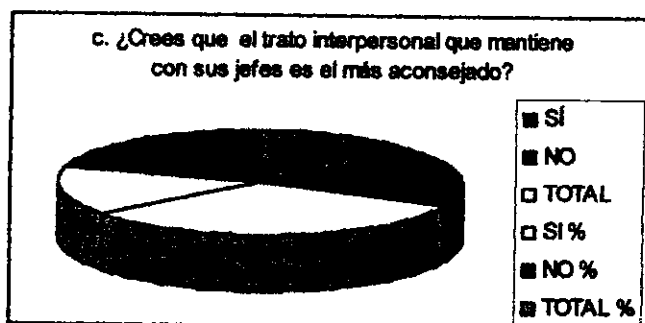 c. ¿Crees que el trato interpersonal que mantiene
con sus jefes es el más aconsejado?
SÍ
NO
TOTAL
SI %
NO %
TOTAL %